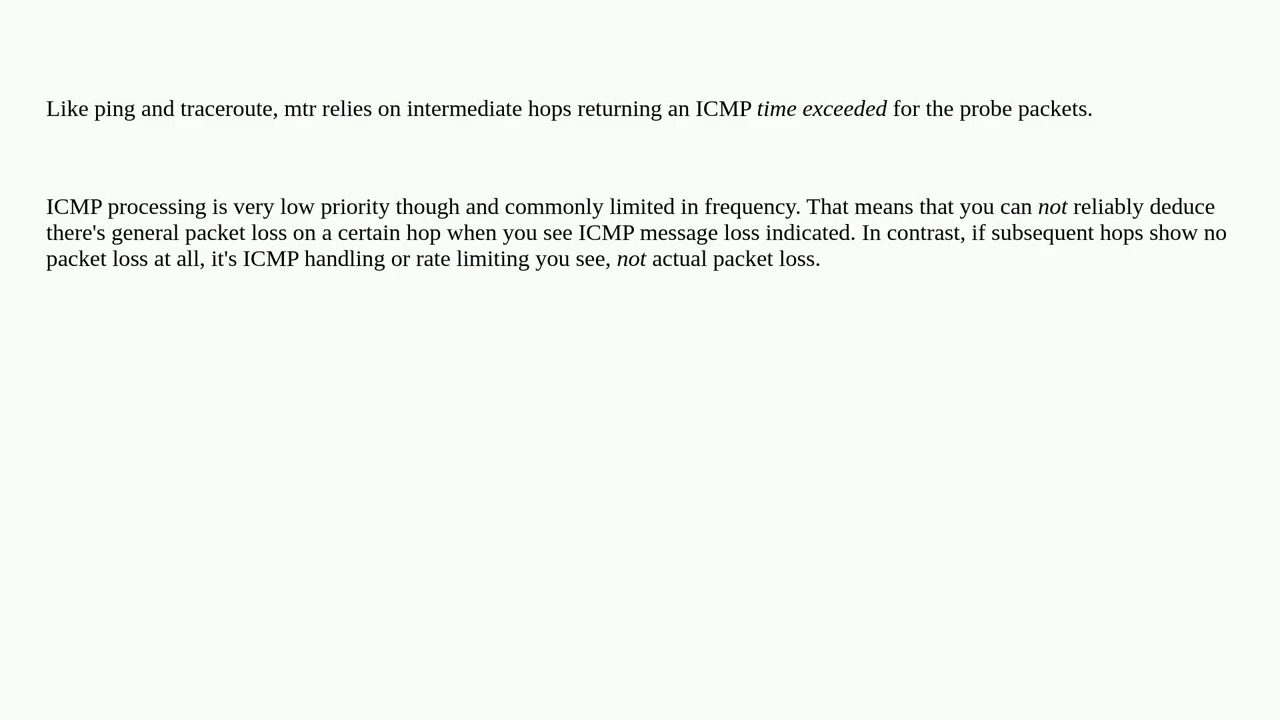 Like ping and traceroute, mtr relies on intermediate hops returning an ICMP time exceeded for the probe packets.
ICMP processing is very low priority though and commonly limited in frequency. That means that you can not reliably deduce
there's general packet loss on a certain hop when you see ICMP message loss indicated. In contrast, if subsequent hops show no
packet loss at all, it's ICMP handling or rate limiting you see, not actual packet loss.